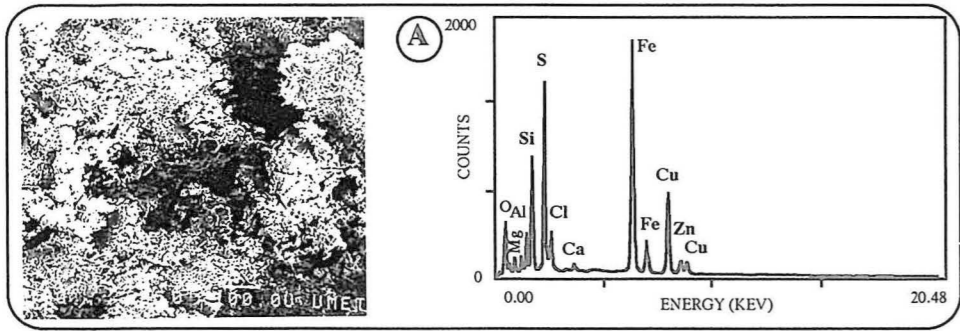 A
2000
COUNTS
0
O
Al
Mg
Si
S
Cl
Ca
Fe
Fe
Cu
Zn
Cu
0.00
ENERGY (KEV)
20.48